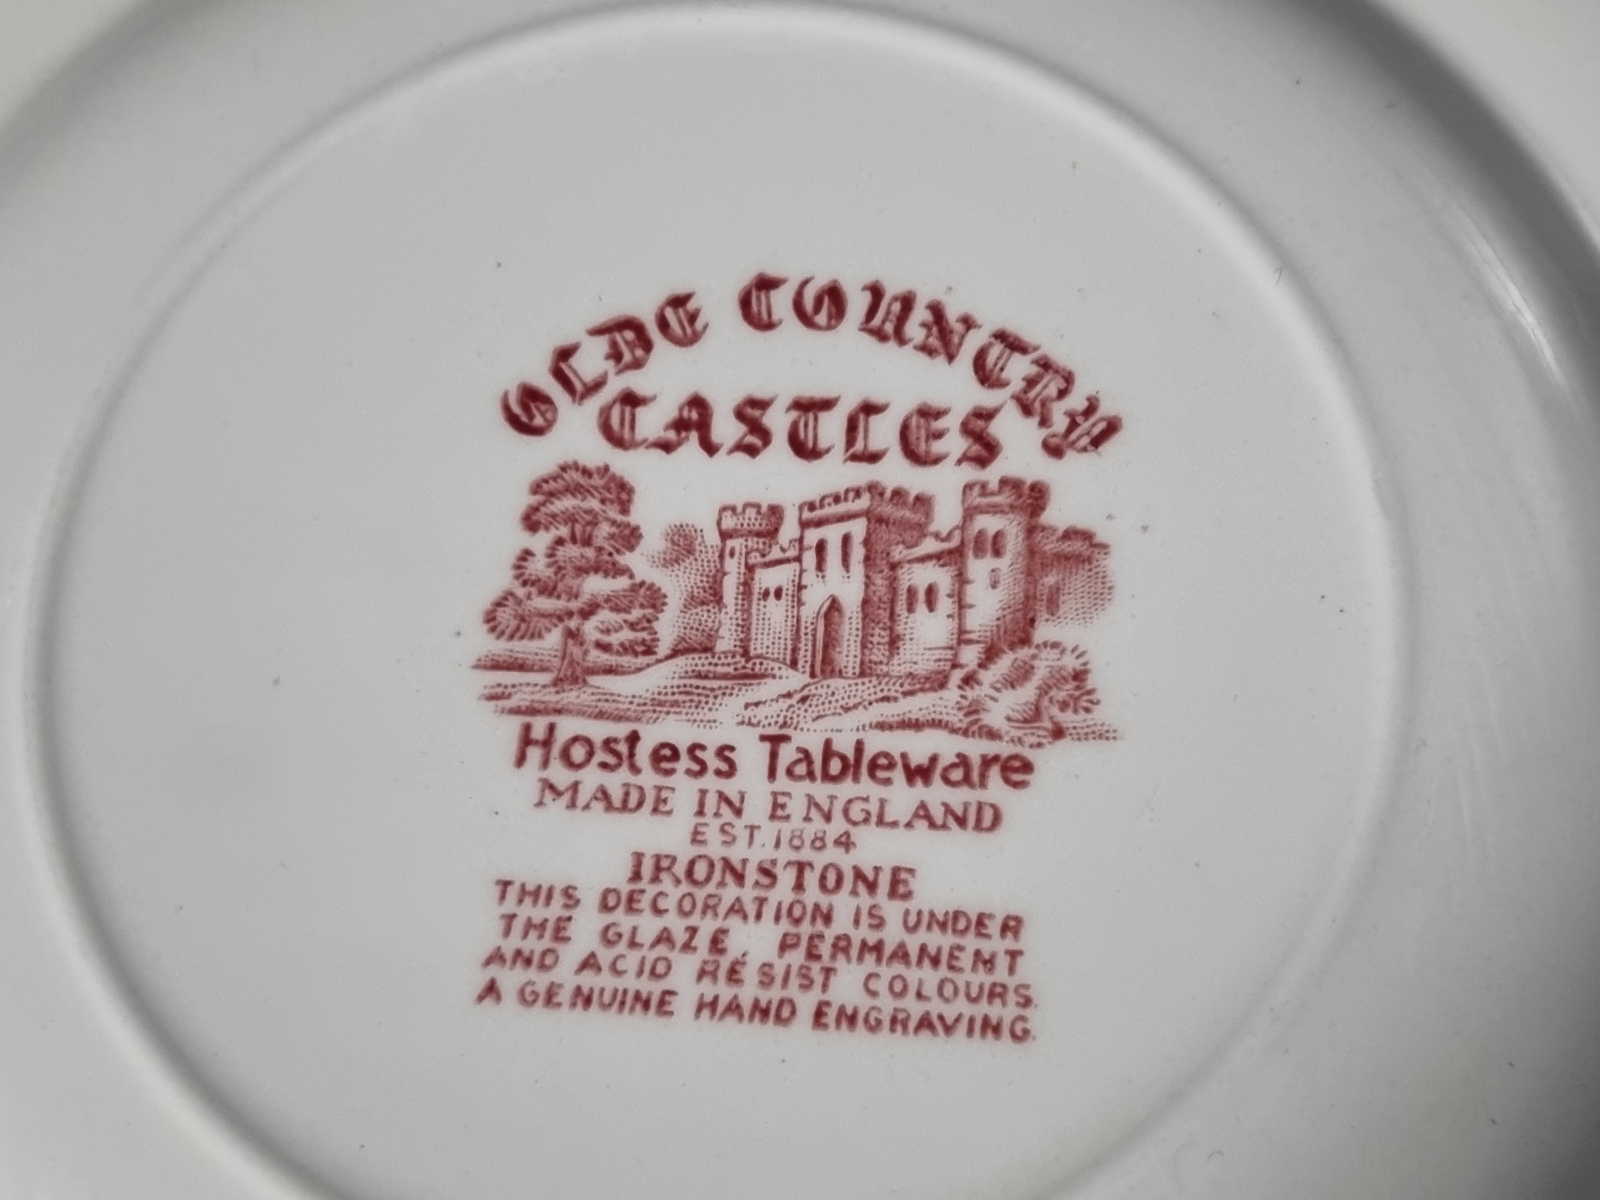 OLDE COUNTRY
CASTLES
Hostess Tableware
MADE IN ENGLAND
EST. 1884
IRONSTONE
THIS DECORATION IS UNDER
THE GLAZE, PERMANENT
AND ACID RESIST COLOURS.
A GENUINE HAND ENGRAVING.